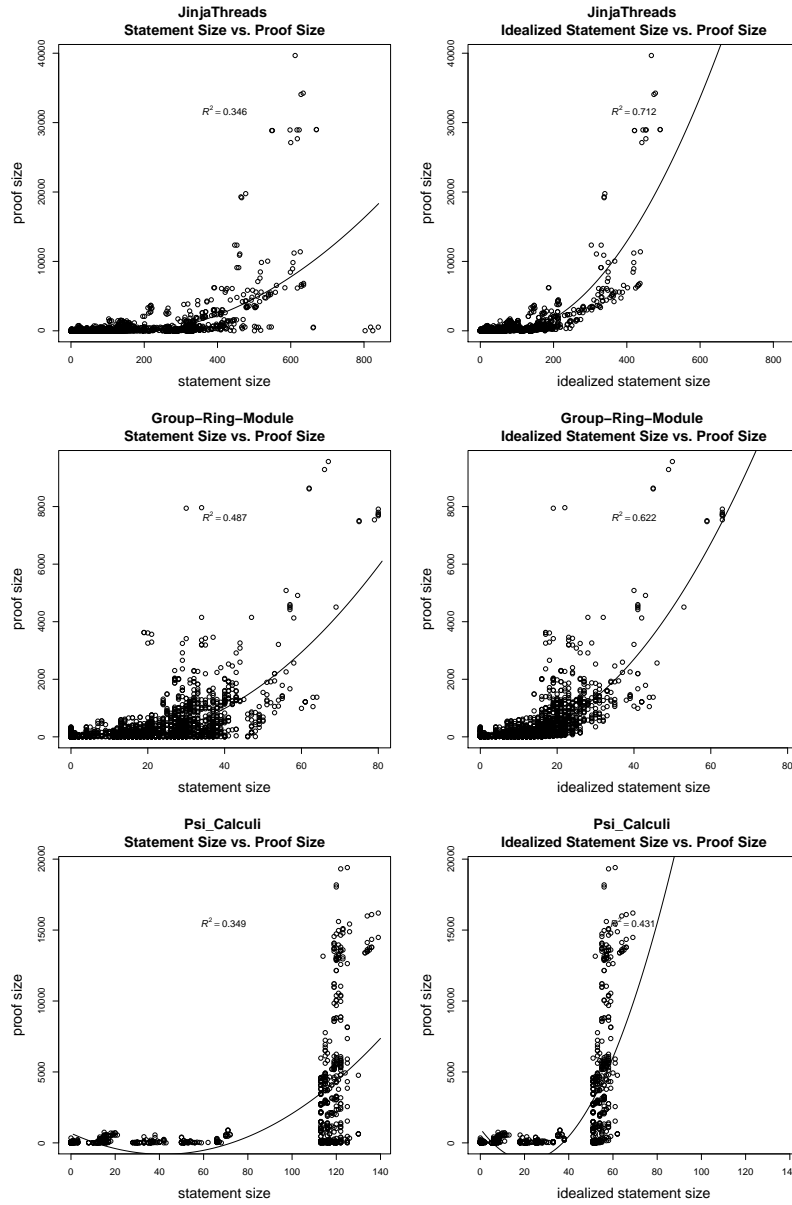 JinjaThreads
Statement Size vs. Proof Size
R² = 0.346
proof size
0
10000
20000
30000
40000
0 200 400 600 800
statement size
JinjaThreads
Idealized Statement Size vs. Proof Size
R² = 0.712
proof size
0
10000
20000
30000
40000
0 200 400 600 800
idealized statement size
Group−Ring−Module
Statement Size vs. Proof Size
R² = 0.487
proof size
0
2000
4000
6000
8000
0 20 40 60 80
statement size
Group−Ring−Module
Idealized Statement Size vs. Proof Size
R² = 0.622
proof size
0
2000
4000
6000
8000
0 20 40 60 80
idealized statement size
Psi_Calculi
Statement Size vs. Proof Size
R² = 0.349
proof size
0
5000
10000
15000
20000
0 20 40 60 80 100 120 140
statement size
Psi_Calculi
Idealized Statement Size vs. Proof Size
R² = 0.431
proof size
0
5000
10000
15000
20000
0 20 40 60 80 100 120 140
idealized statement size